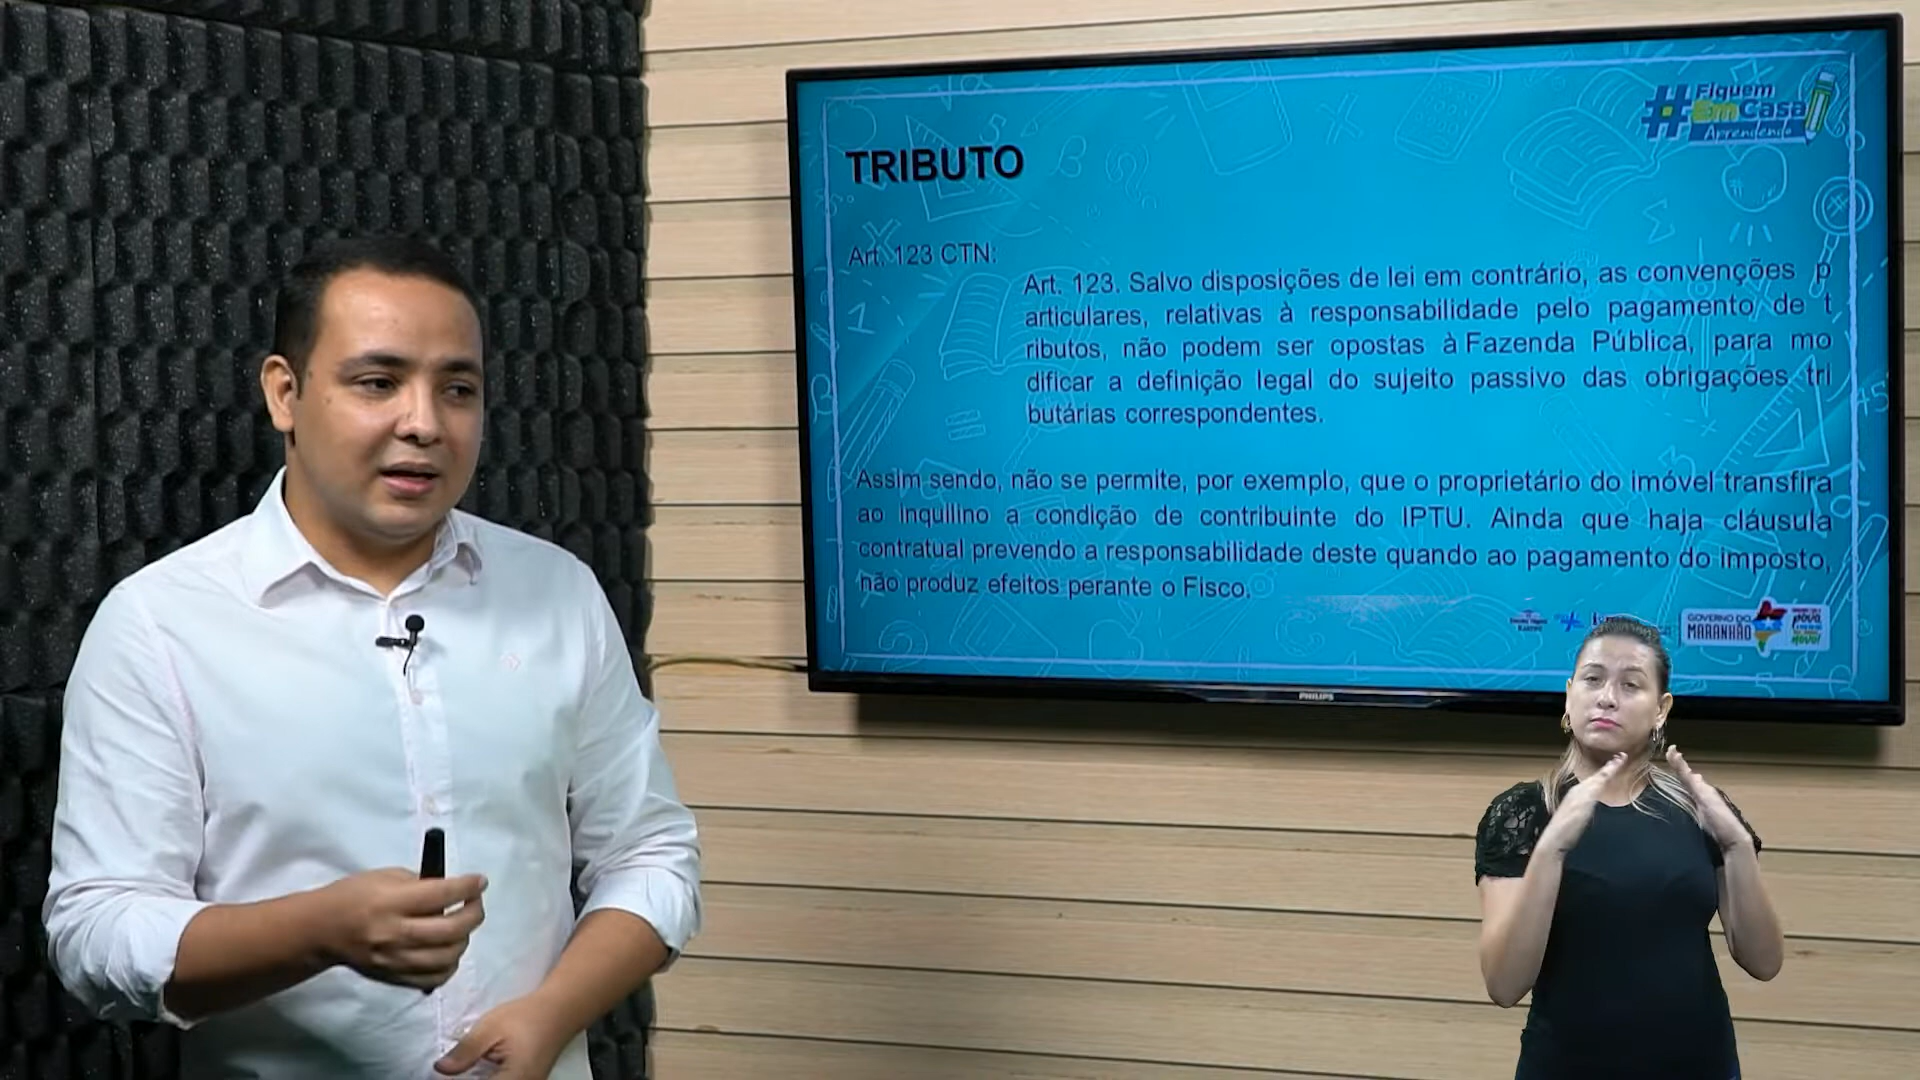 #Fiquem
EmCasa
Aprendendo
TRIBUTO
Art. 123 CTN:
Art. 123. Salvo disposições de lei em contrário, as convenções p
articulares, relativas à responsabilidade pelo pagamento de t
ributos, não podem ser opostas à Fazenda Pública, para mo
dificar a definição legal do sujeito passivo das obrigações tri
butárias correspondentes.
Assim sendo, não se permite, por exemplo, que o proprietário do imóvel transfira
ao inquilino a condição de contribuinte do IPTU. Ainda que haja cláusula
contratual prevendo a responsabilidade deste quando ao pagamento do imposto,
não produz efeitos perante o Fisco.
GOVERNO DO
MARANHÃO
PHILIPS